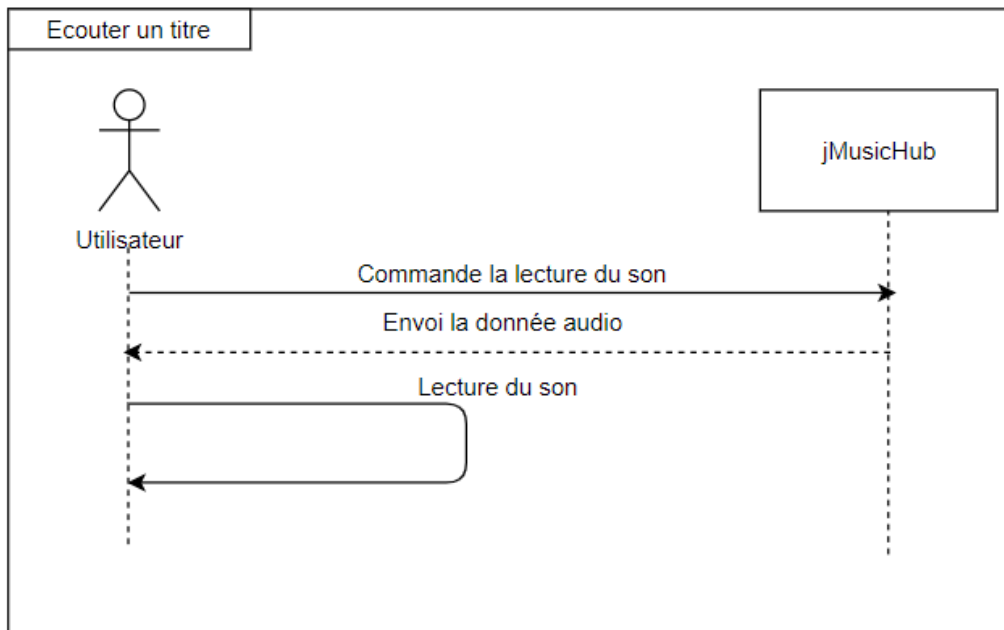 Ecouter un titre
jMusicHub
Utilisateur
Commande la lecture du son
Envoi la donnée audio
Lecture du son